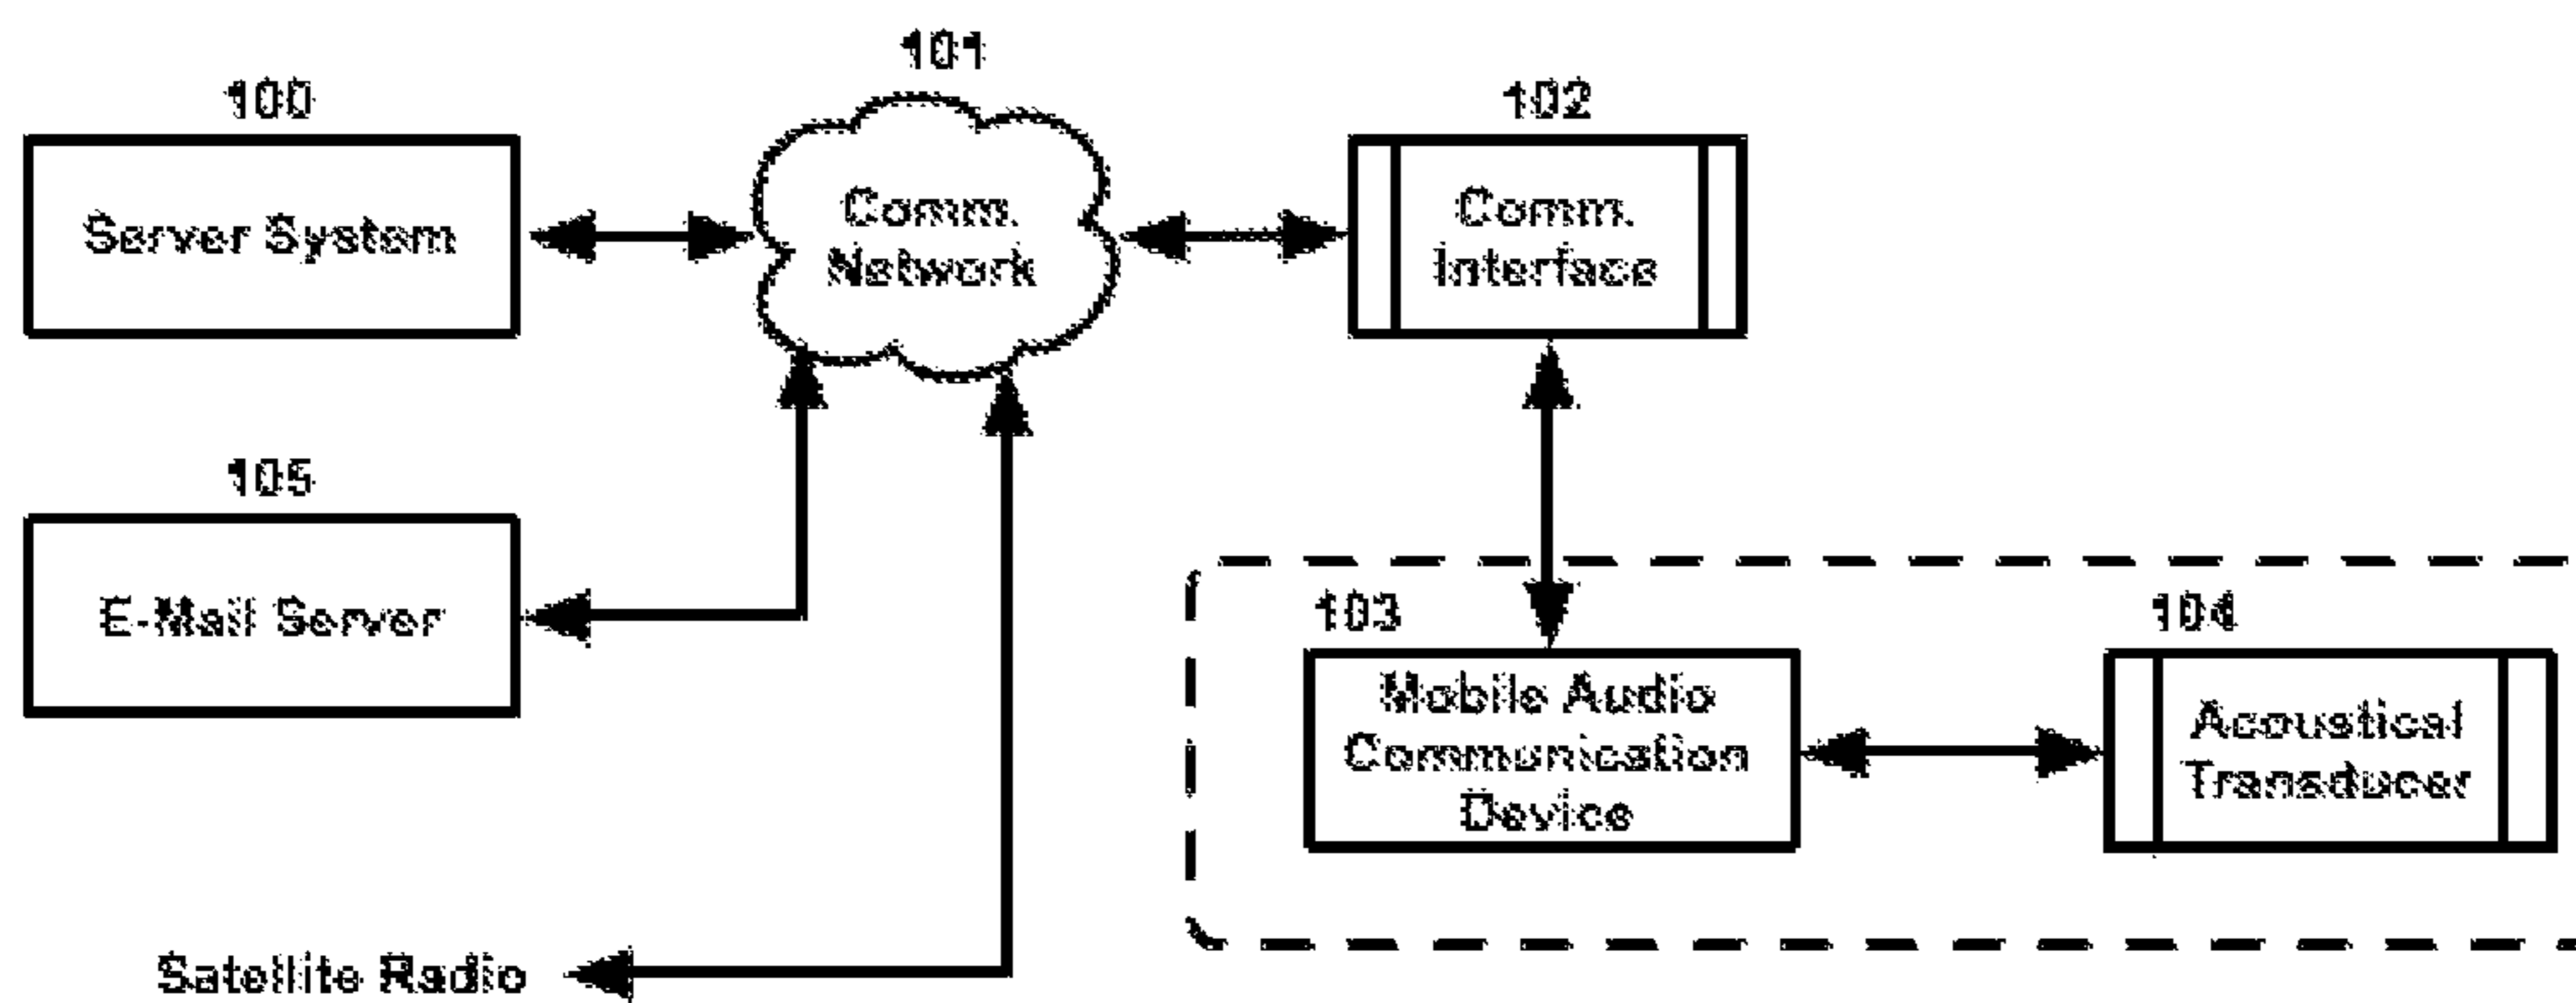 101
100
102
Server System
Comm.
Network
Comm.
Interface
105
E-Mail Server
103
104
Mobile Audio
Communication
Device
Acoustical
Transducer
Satellite Radio